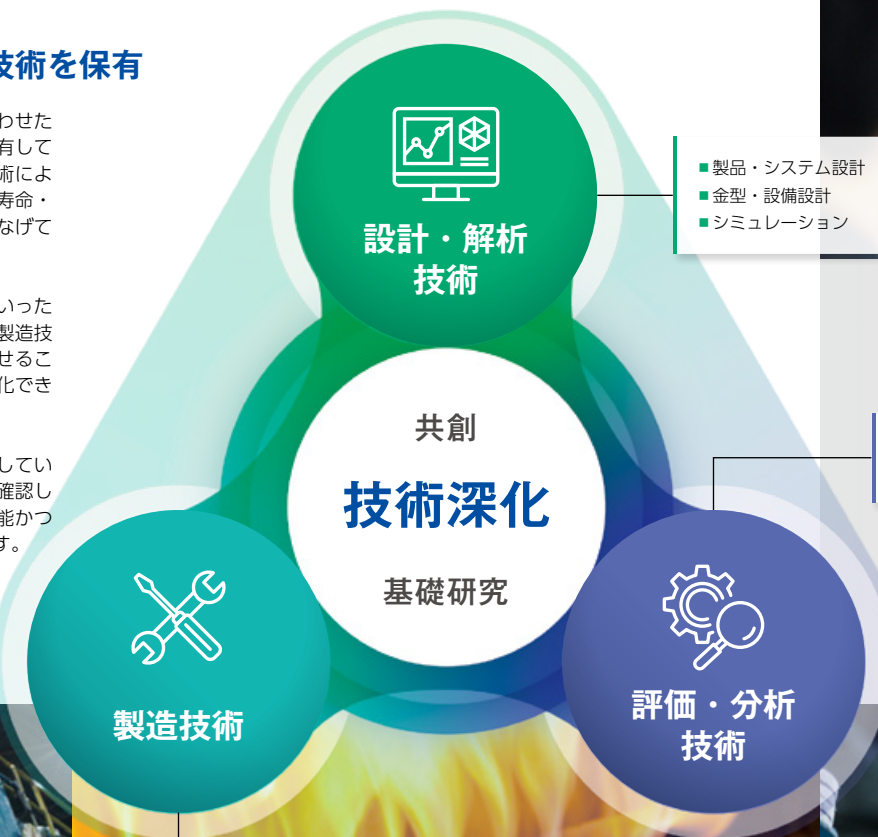 技術を保有
わせた
有して
術によ
寿命・
なげて
いった
製造技
せるこ
化でき
してい
確認し
能かつ
す。
設計・解析
技術
■製品・システム設計
■金型・設備設計
■シミュレーション
共創
技術深化
基礎研究
製造技術
評価・分析
技術